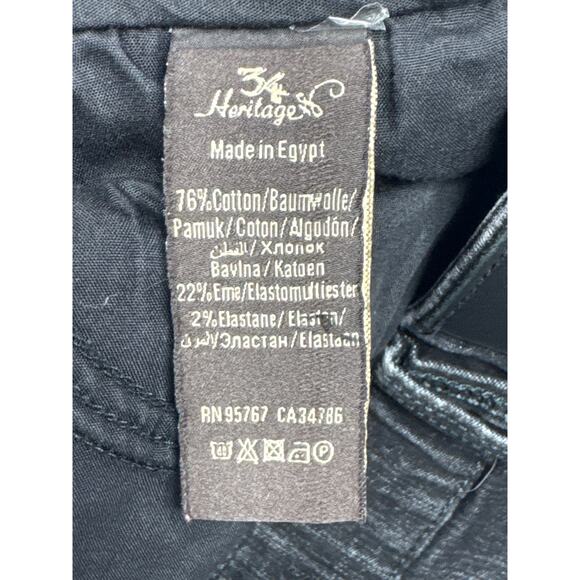 34
Heritage
Made in Egypt
76%Cotton/Baumwolle/
Pamuk/Coton/Algodón/
القطن/Хлопок
Bavlna/Katoen
22%Eme/Elastomultiester
2%Elastane/Elastan/
/Эластан/Elastaan
RN 95767 CA34786
P